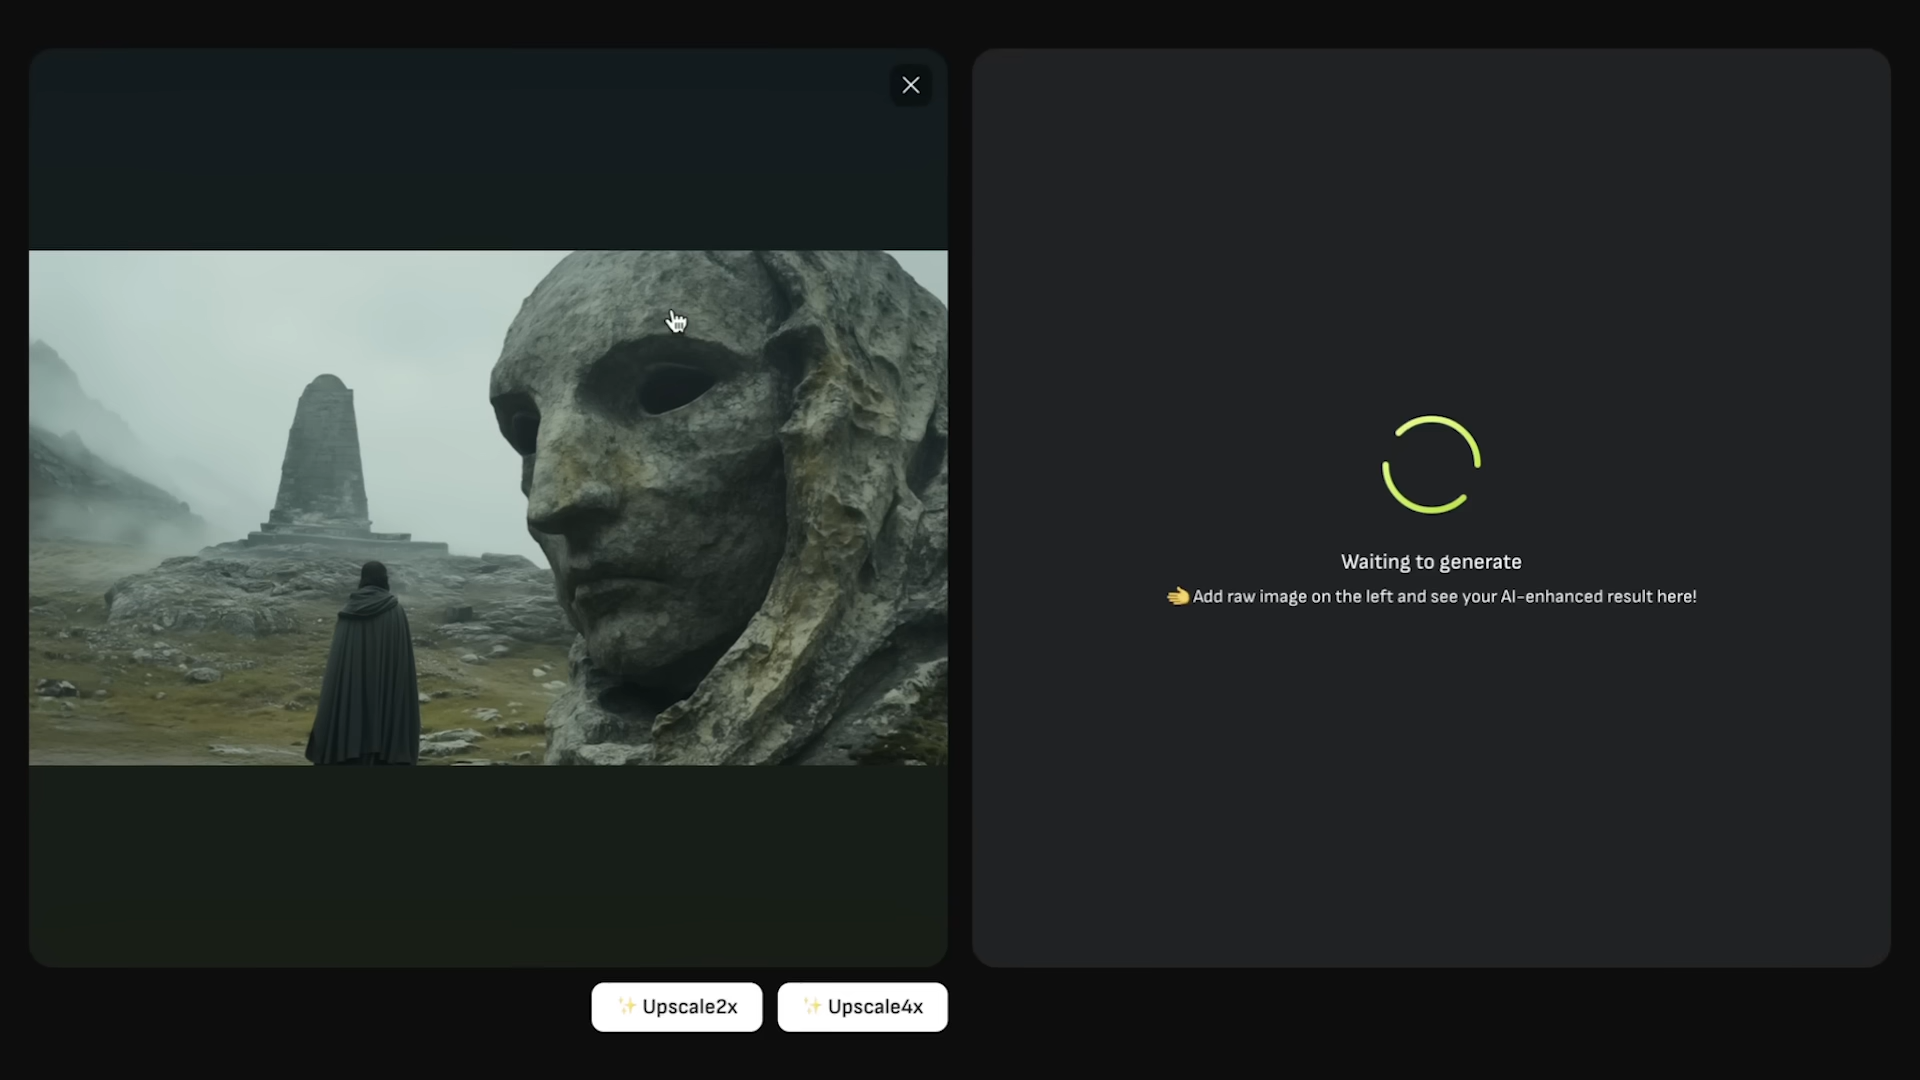 Waiting to generate
🫲 Add raw image on the left and see your AI-enhanced result here!
✨ Upscale2x
✨ Upscale4x